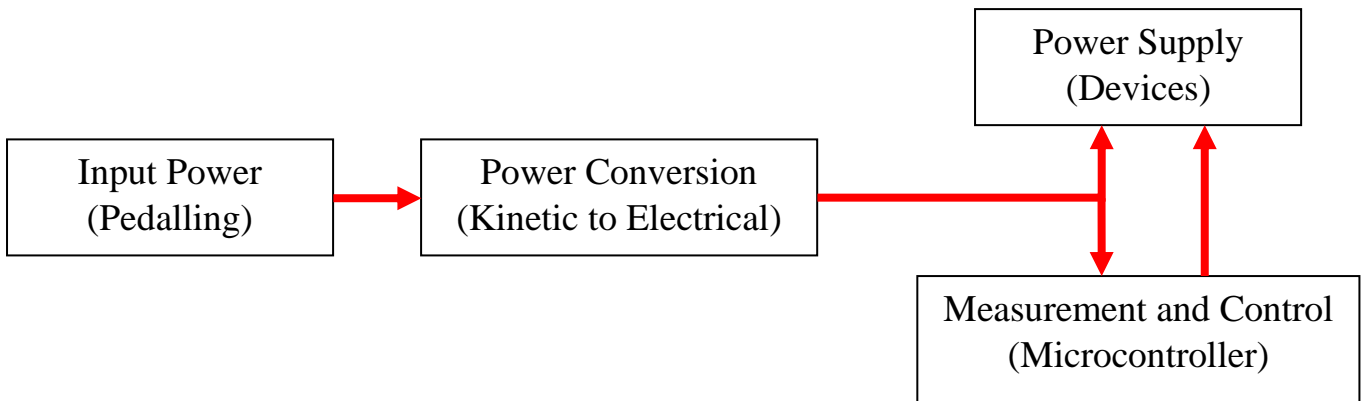 Power Supply
(Devices)
Input Power
(Pedalling)
Power Conversion
(Kinetic to Electrical)
Measurement and Control
(Microcontroller)